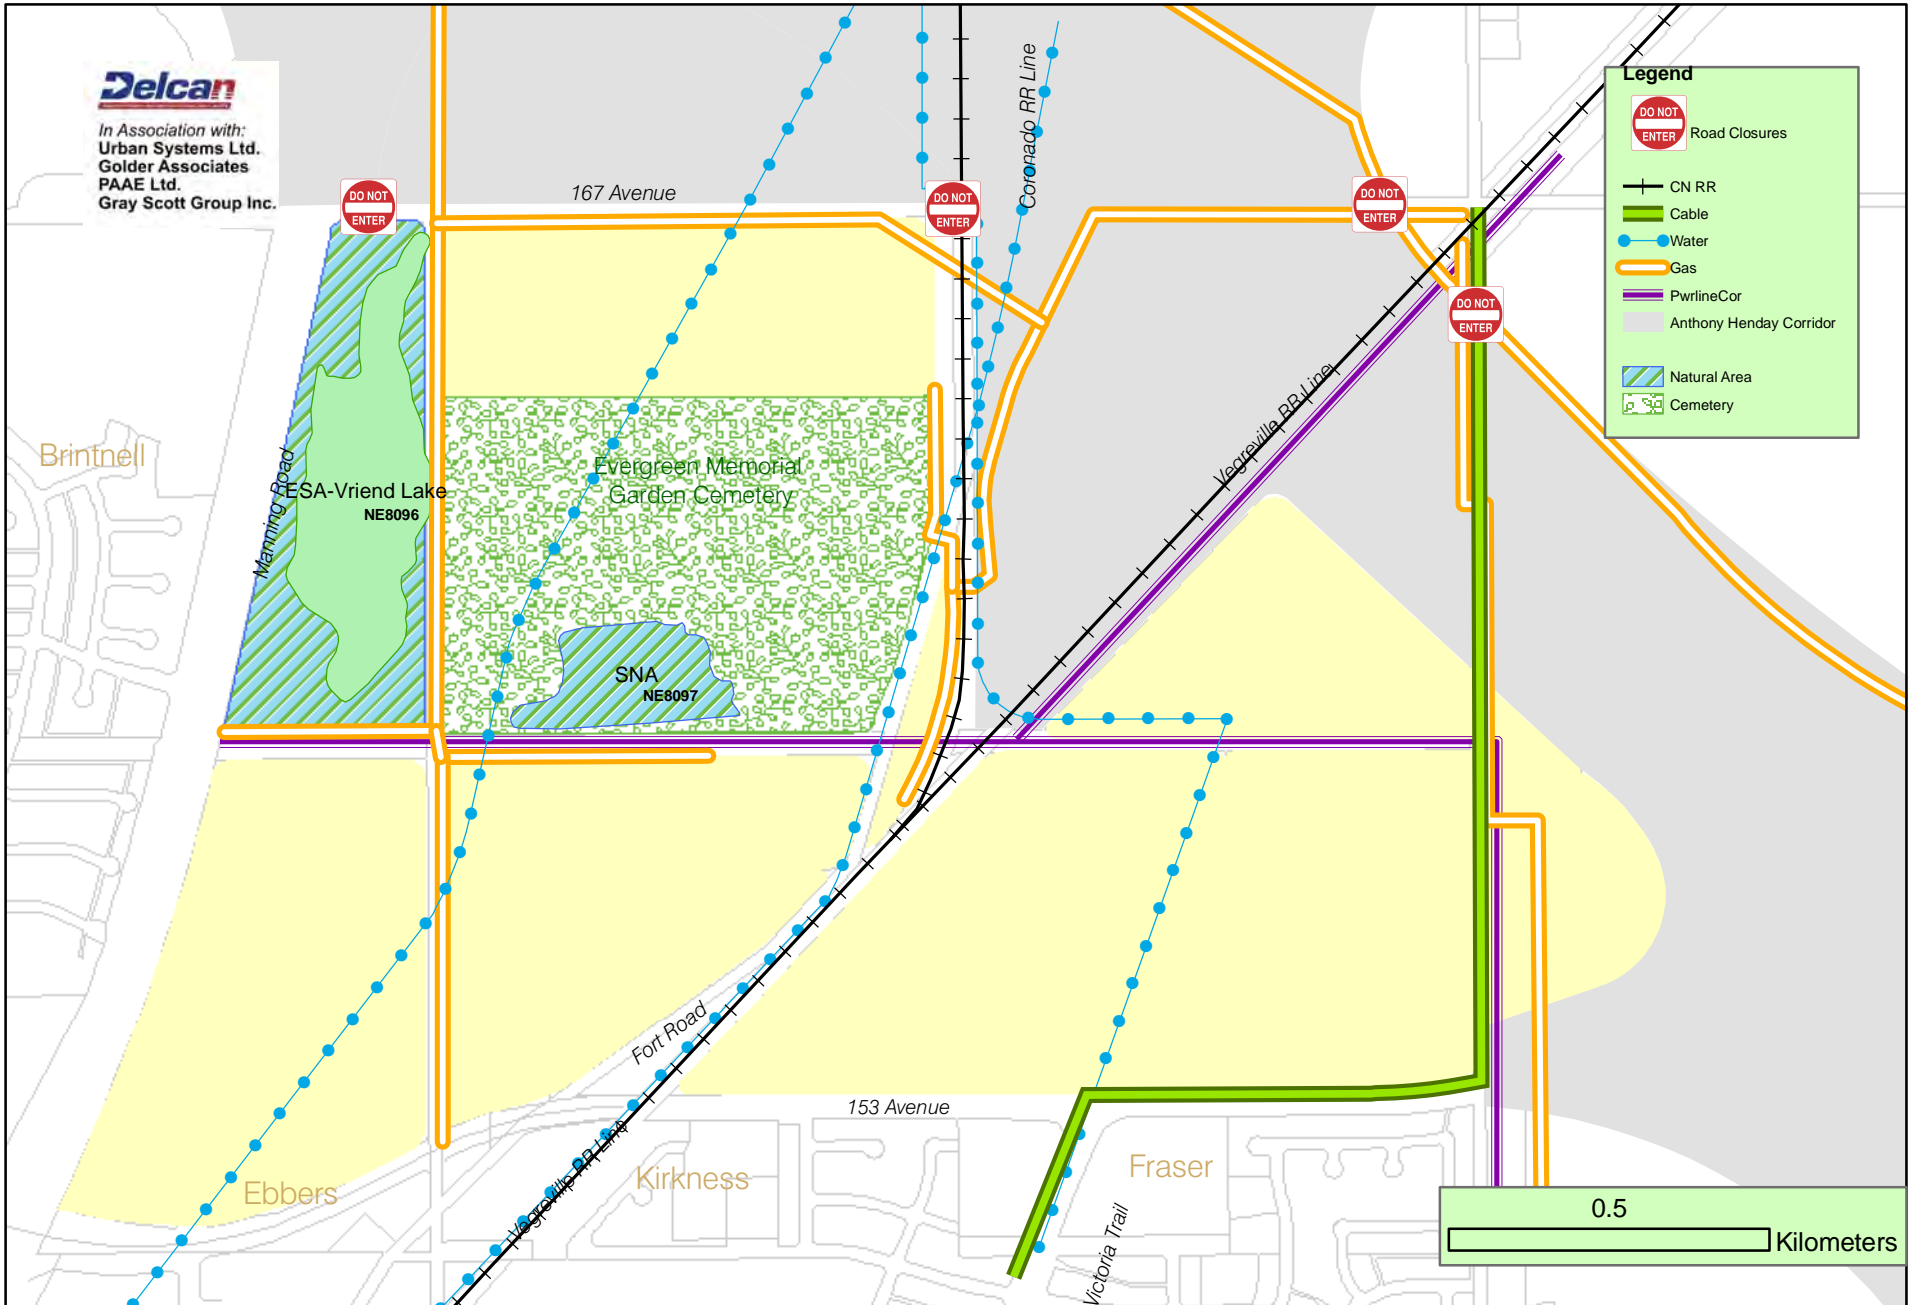 Delcan
In Association with:
Urban Systems Ltd.
Golder Associates
PAAE Ltd.
Gray Scott Group Inc.
167 Avenue
Coronado RR Line
DO NOT
ENTER
DO NOT
ENTER
DO NOT
ENTER
DO NOT
ENTER
Legend
DO NOT
ENTER
Road Closures
CN RR
Cable
Water
Gas
PwrlineCor
Anthony Henday Corridor
Natural Area
Cemetery
Brintnell
Manning Road
ESA-Vriend Lake
NE8096
Evergreen Memorial
Garden Cemetery
Vegreville RR Line
SNA
NE8097
Fort Road
153 Avenue
Ebbers
Vegreville RR Line
Kirkness
Fraser
Victoria Trail
0.5
Kilometers